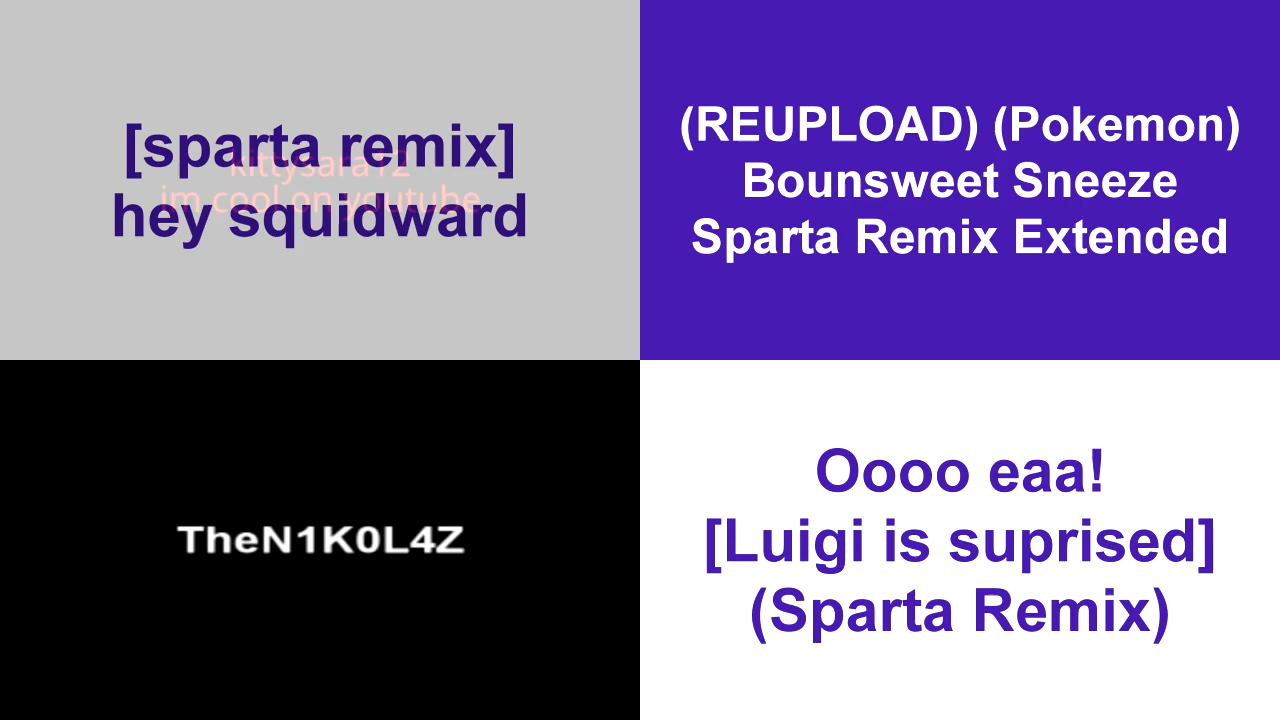 [sparta remix]
kittysara12
im cool on youtube
hey squidward
(REUPLOAD) (Pokemon)
Bounsweet Sneeze
Sparta Remix Extended
TheN1K0L4Z
Oooo eaa!
[Luigi is suprised]
(Sparta Remix)